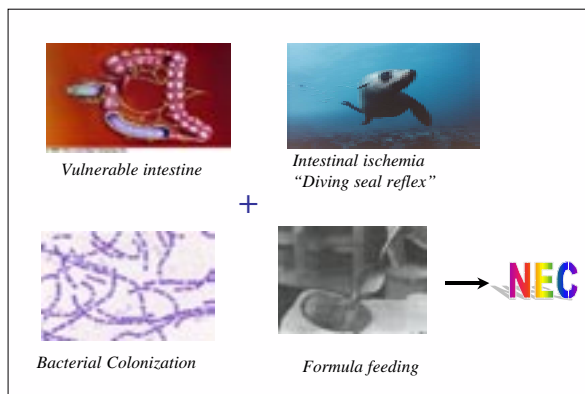 Vulnerable intestine
Intestinal ischemia
“Diving seal reflex”
+
Bacterial Colonization
Formula feeding
NEC